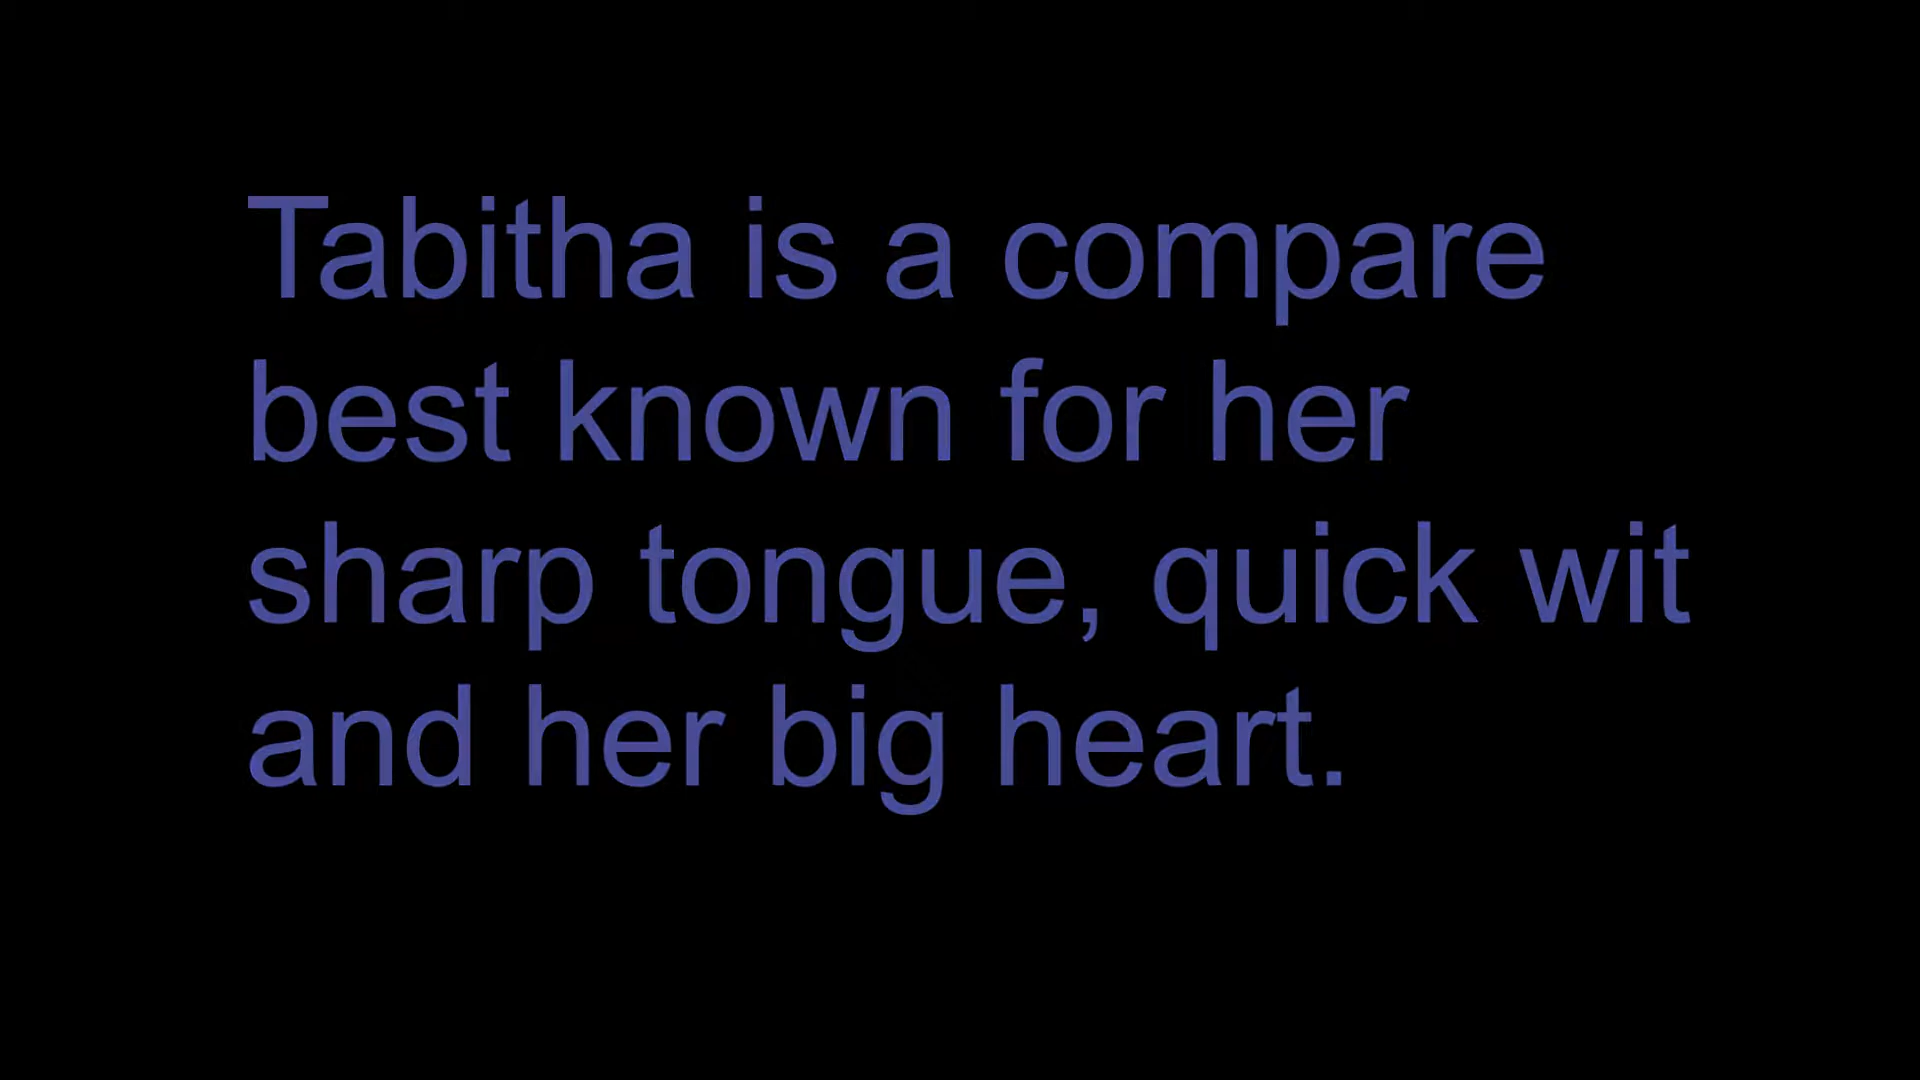 Tabitha is a compare
best known for her
sharp tongue, quick wit
and her big heart.